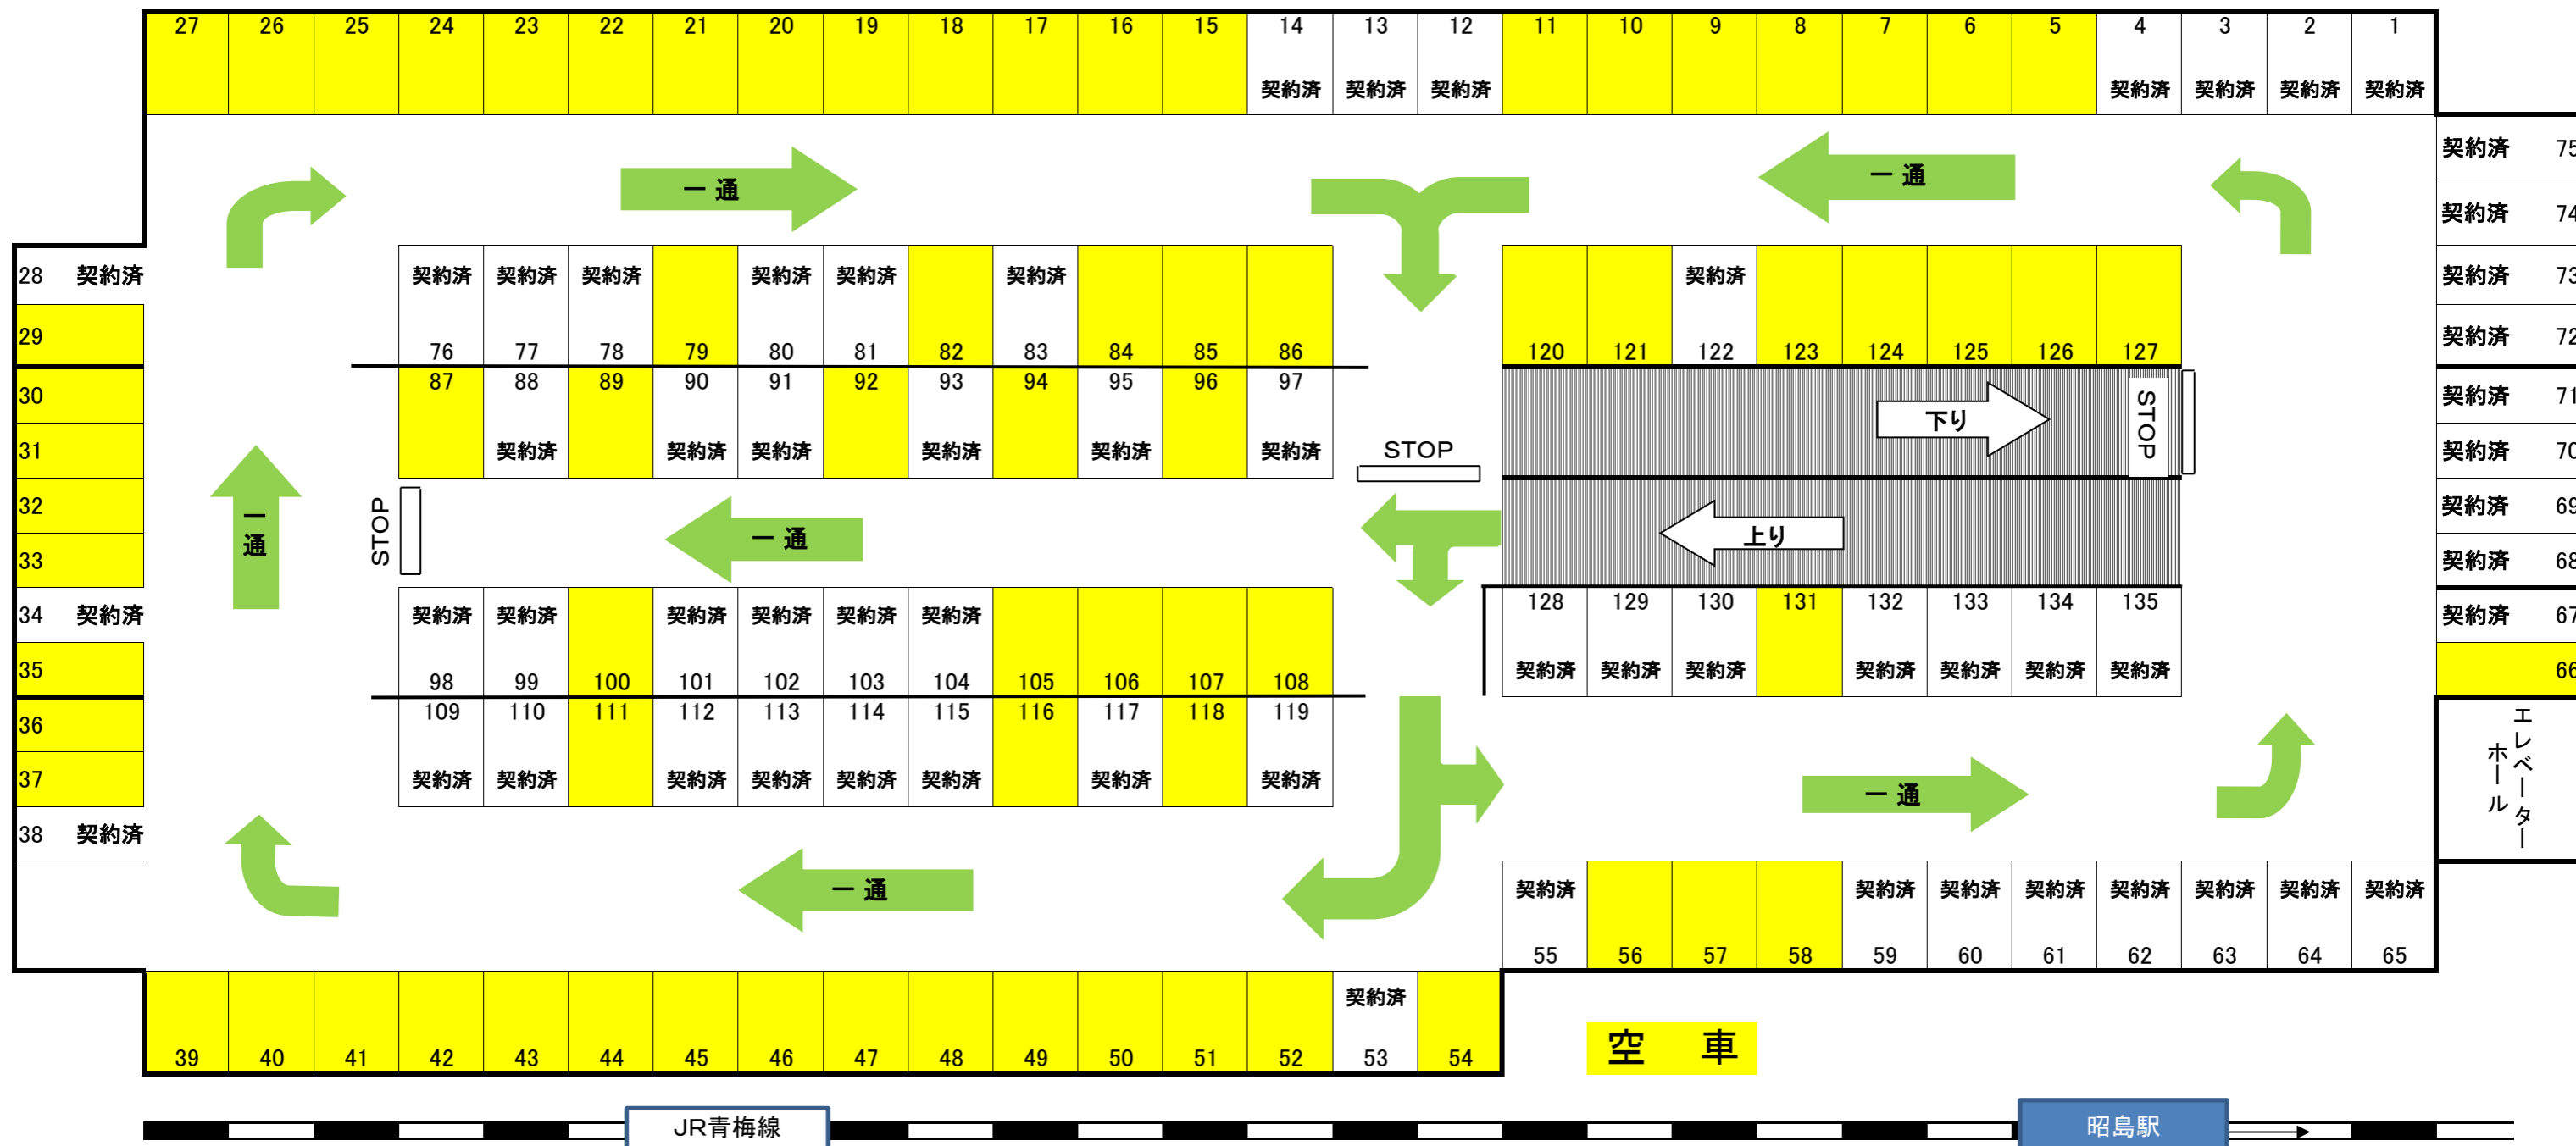 27 26 25 24 23 22 21 20 19 18 17 16 15 14 13 12 11 10 9 8 7 6 5 4 3 2 1
契約済 契約済 契約済 契約済 契約済 契約済 契約済
契約済 75
一 通 一 通
契約済 74
28 契約済 契約済 契約済 契約済 契約済 契約済 契約済 契約済 契約済 73
29 契約済 72
76 77 78 79 80 81 82 83 84 85 86 120 121 122 123 124 125 126 127
30 87 88 89 90 91 92 93 94 95 96 97 契約済 71
下り STOP
31 契約済 契約済 契約済 契約済 契約済 契約済 STOP 契約済 70
32 契約済 69
一通 STOP 一 通 上り
33 契約済 68
34 契約済 契約済 契約済 契約済 契約済 契約済 契約済 128 129 130 131 132 133 134 135 契約済 67
35 契約済 契約済 契約済 契約済 契約済 契約済 契約済 66
98 99 100 101 102 103 104 105 106 107 108
36 109 110 111 112 113 114 115 116 117 118 119
エレベーター
ホール
37 契約済 契約済 契約済 契約済 契約済 契約済 契約済 契約済
一 通
38 契約済
一 通 契約済 契約済 契約済 契約済 契約済 契約済 契約済 契約済
55 56 57 58 59 60 61 62 63 64 65
契約済
39 40 41 42 43 44 45 46 47 48 49 50 51 52 53 54
空 車
JR青梅線 昭島駅